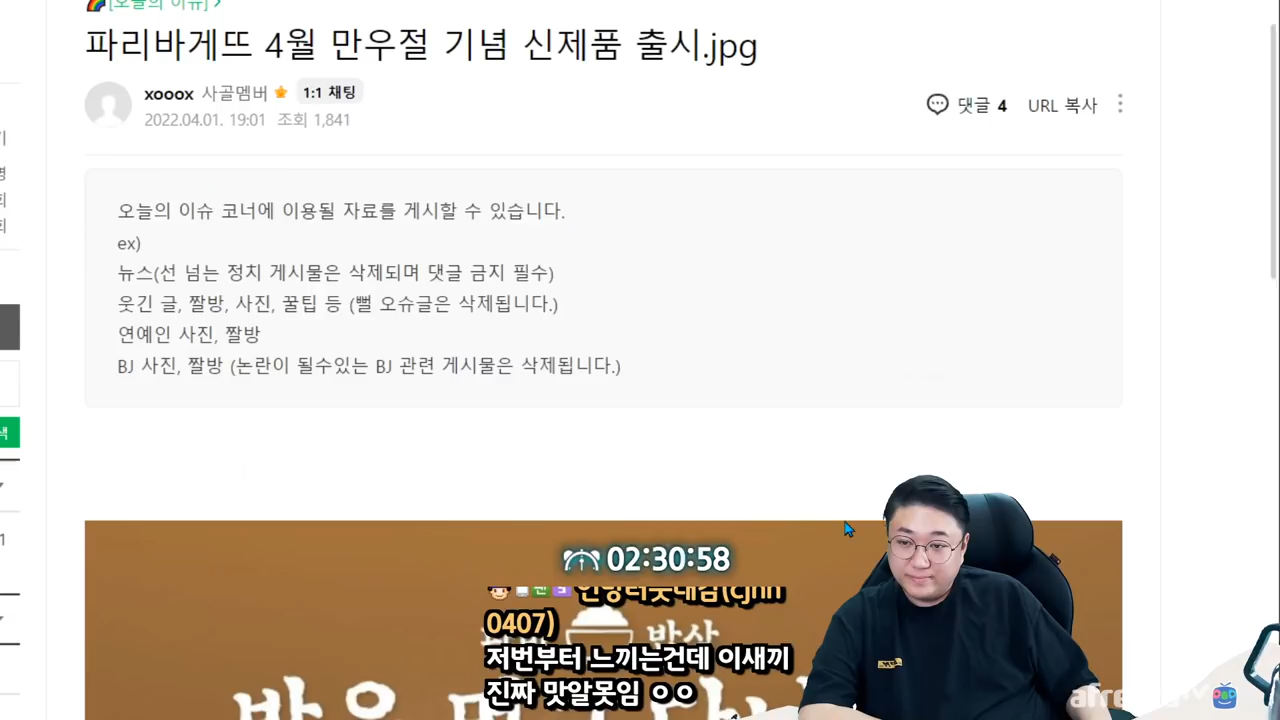 [오늘의 이슈] >
파리바게뜨 4월 만우절 기념 신제품 출시.jpg
xooox 사골멤버 1:1 채팅
2022.04.01. 19:01 조회 1,841
댓글 4 URL 복사
오늘의 이슈 코너에 이용될 자료를 게시할 수 있습니다.
ex)
뉴스(선 넘는 정치 게시물은 삭제되며 댓글 금지 필수)
웃긴 글, 짤방, 사진, 꿀팁 등 (뻘 오슈글은 삭제됩니다.)
연예인 사진, 짤방
BJ 사진, 짤방 (논란이 될수있는 BJ 관련 게시물은 삭제됩니다.)
02:30:58
0407)
저번부터 느끼는건데 이새끼
진짜 맛알못임 ㅇㅇ